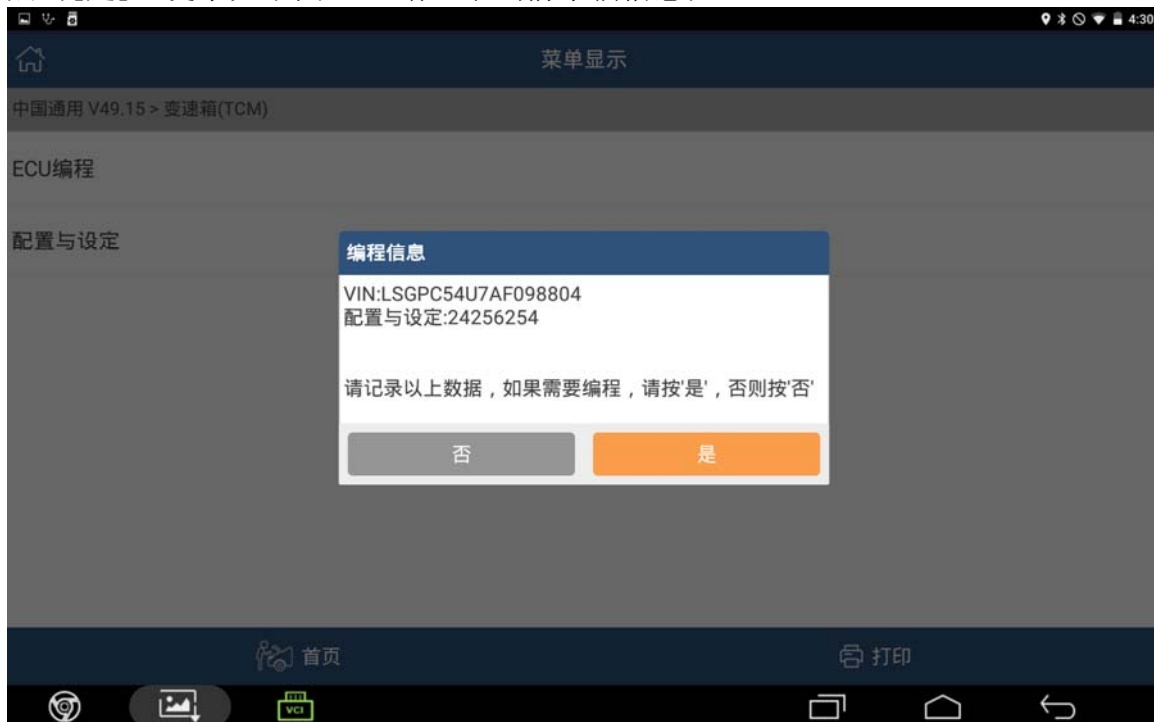 4:30
菜单显示
中国通用 V49.15 > 变速箱(TCM)
ECU编程
配置与设定
编程信息
VIN:LSGPC54U7AF098804
配置与设定:24256254
请记录以上数据，如果需要编程，请按'是'，否则按'否'
否
是
首页
打印
VCI